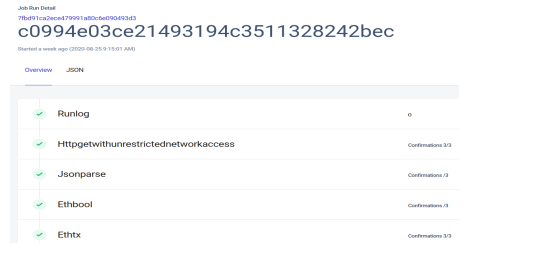 Job Run Detail
7fbd91ca2ece479991a80c6e090493d3
c0994e03ce21493194c3511328242bec
Started a week ago (2020-08-25 9:15:01 AM)
Overview JSON
Runlog 0
Httpgetwithunrestrictednetworkaccess Confirmations 3/3
Jsonparse Confirmations /3
Ethbool Confirmations /3
Ethtx Confirmations 3/3